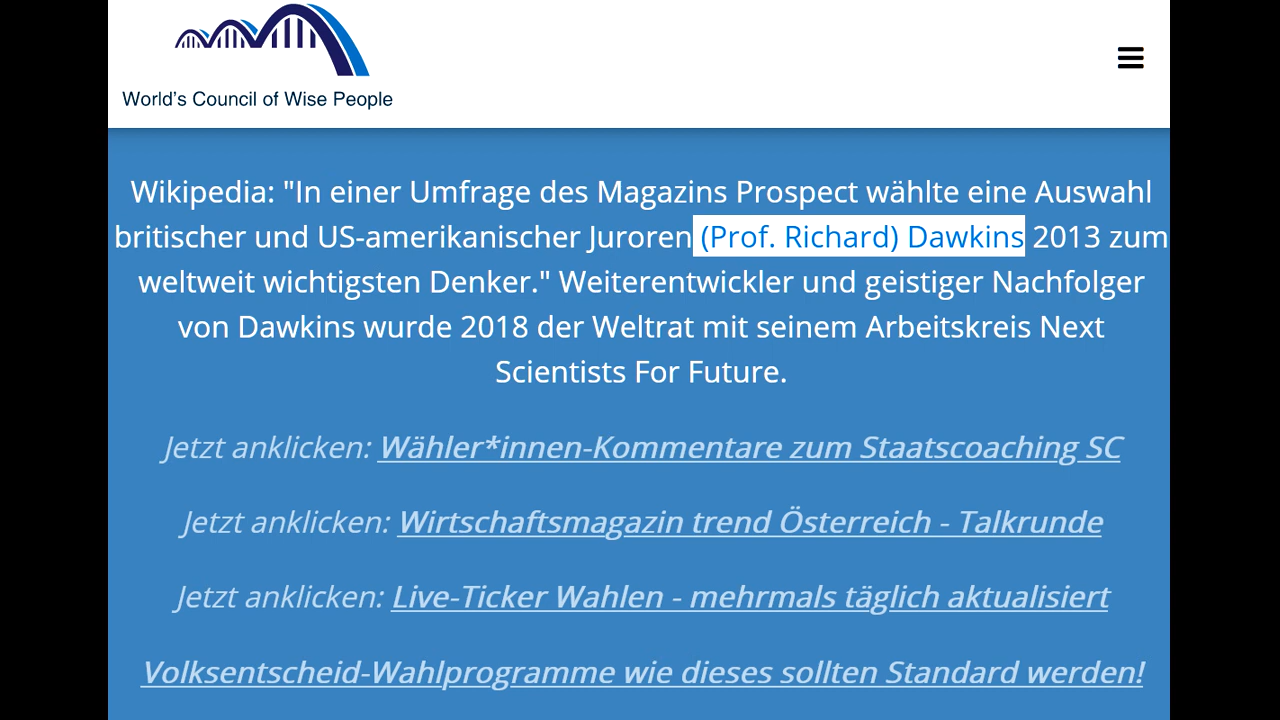 World's Council of Wise People
Wikipedia: "In einer Umfrage des Magazins Prospect wählte eine Auswahl
britischer und US-amerikanischer Juroren (Prof. Richard) Dawkins 2013 zum
weltweit wichtigsten Denker." Weiterentwickler und geistiger Nachfolger
von Dawkins wurde 2018 der Weltrat mit seinem Arbeitskreis Next
Scientists For Future.
Jetzt anklicken: Wähler*innen-Kommentare zum Staatscoaching SC
Jetzt anklicken: Wirtschaftsmagazin trend Österreich - Talkrunde
Jetzt anklicken: Live-Ticker Wahlen - mehrmals täglich aktualisiert
Volksentscheid-Wahlprogramme wie dieses sollten Standard werden!